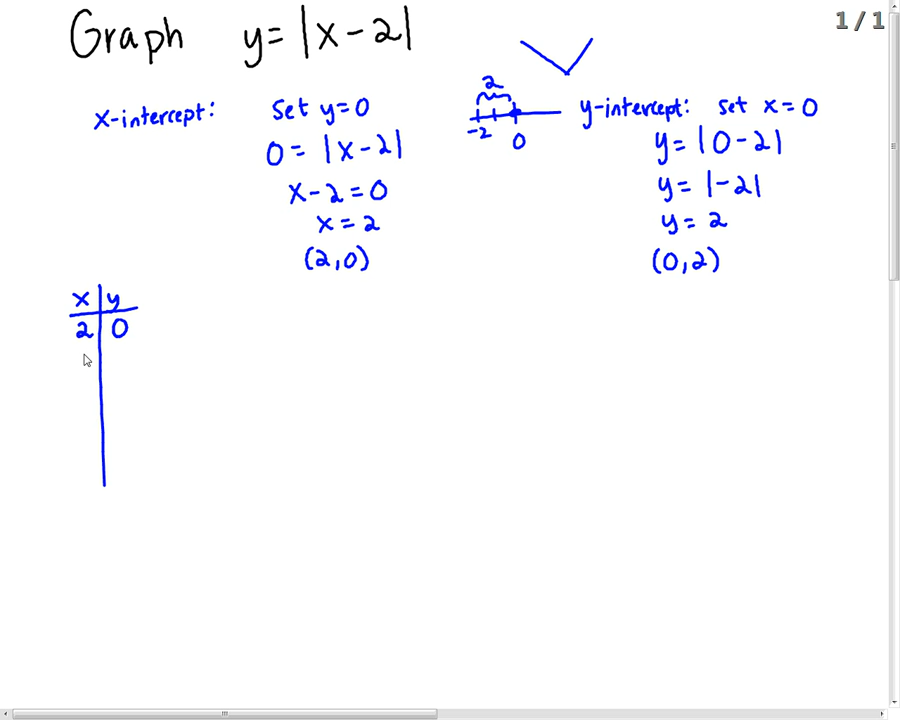 Graph y = |x - 2|
1 / 1
x-intercept: Set y = 0
0 = |x - 2|
x - 2 = 0
x = 2
(2, 0)
2
-2 0
y-intercept: set x = 0
y = |0 - 2|
y = |-2|
y = 2
(0, 2)
x y
2 0